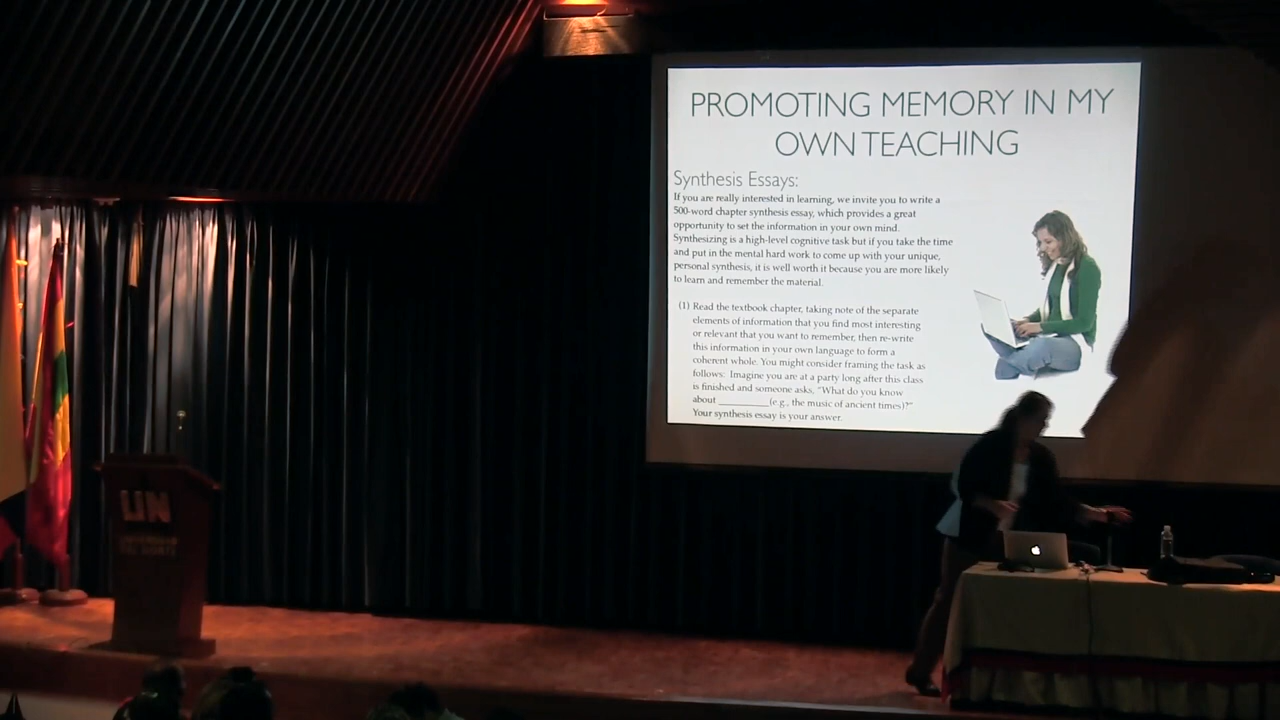 PROMOTING MEMORY IN MY
OWN TEACHING
Synthesis Essays:
If you are really interested in learning, we invite you to write a
500-word chapter synthesis essay, which provides a great
opportunity to set the information in your own mind.
Synthesizing is a high-level cognitive task but if you take the time
and put in the mental hard work to come up with your unique,
personal synthesis, it is well worth it because you are more likely
to learn and remember the material.
(1) Read the textbook chapter, taking note of the separate
elements of information that you find most interesting
or relevant that you want to remember, then re-write
this information in your own language to form a
coherent whole. You might consider framing the task as
follows: Imagine you are at a party long after this class
is finished and someone asks, "What do you know
about __________(e.g., the music of ancient times)?"
Your synthesis essay is your answer.
UN
UNIVERSIDAD
DEL NORTE